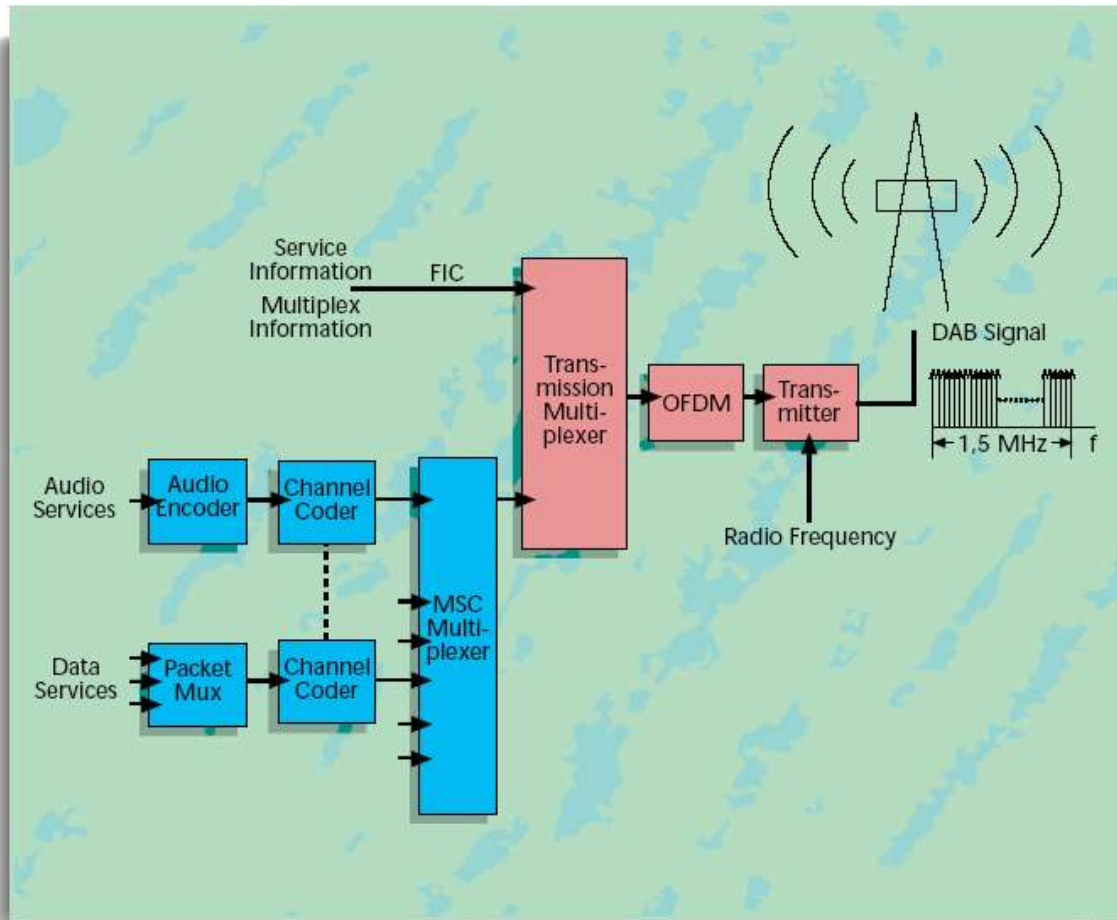 Service
Information
FIC
Multiplex
Information
Trans-
mission
Multi-
plexer
OFDM
Trans-
mitter
DAB Signal
1,5 MHz
f
Radio Frequency
Audio
Services
Audio
Encoder
Channel
Coder
MSC
Multi-
plexer
Data
Services
Packet
Mux
Channel
Coder